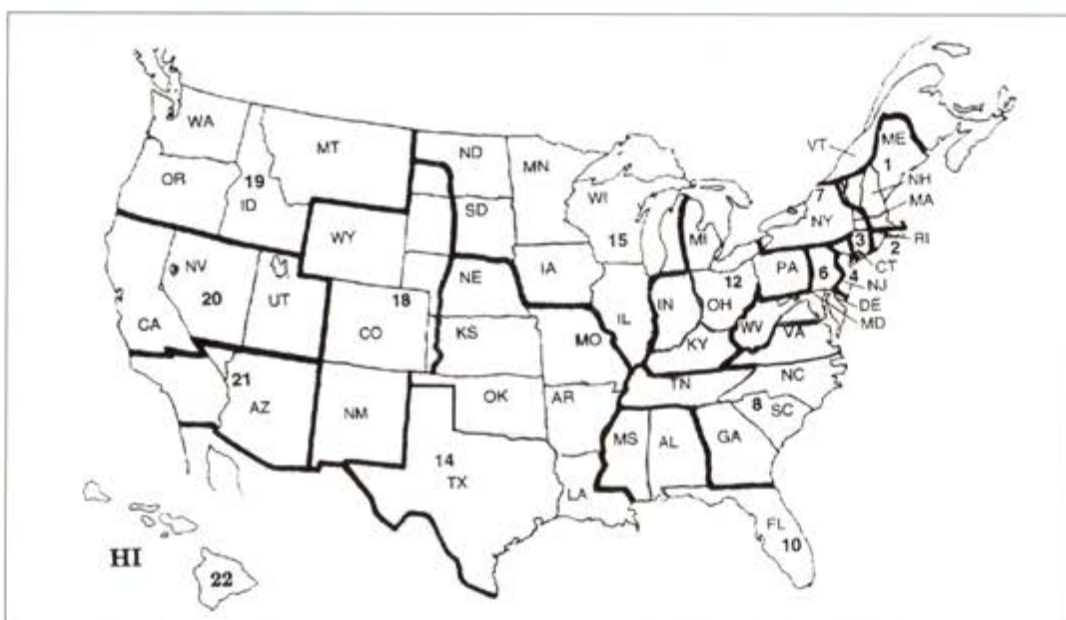 WA
MT
ND
MN
VT
ME
1
OR
19
ID
SD
WI
7
NH
MA
NY
WY
15
MI
3
2
RI
NV
IA
PA
6
CT
4
NJ
20
UT
18
NE
12
DE
IN
OH
MD
CA
CO
KS
IL
WV
VA
MO
KY
21
AZ
NM
OK
AR
TN
NC
8
SC
MS
AL
GA
14
TX
LA
FL
10
HI
22